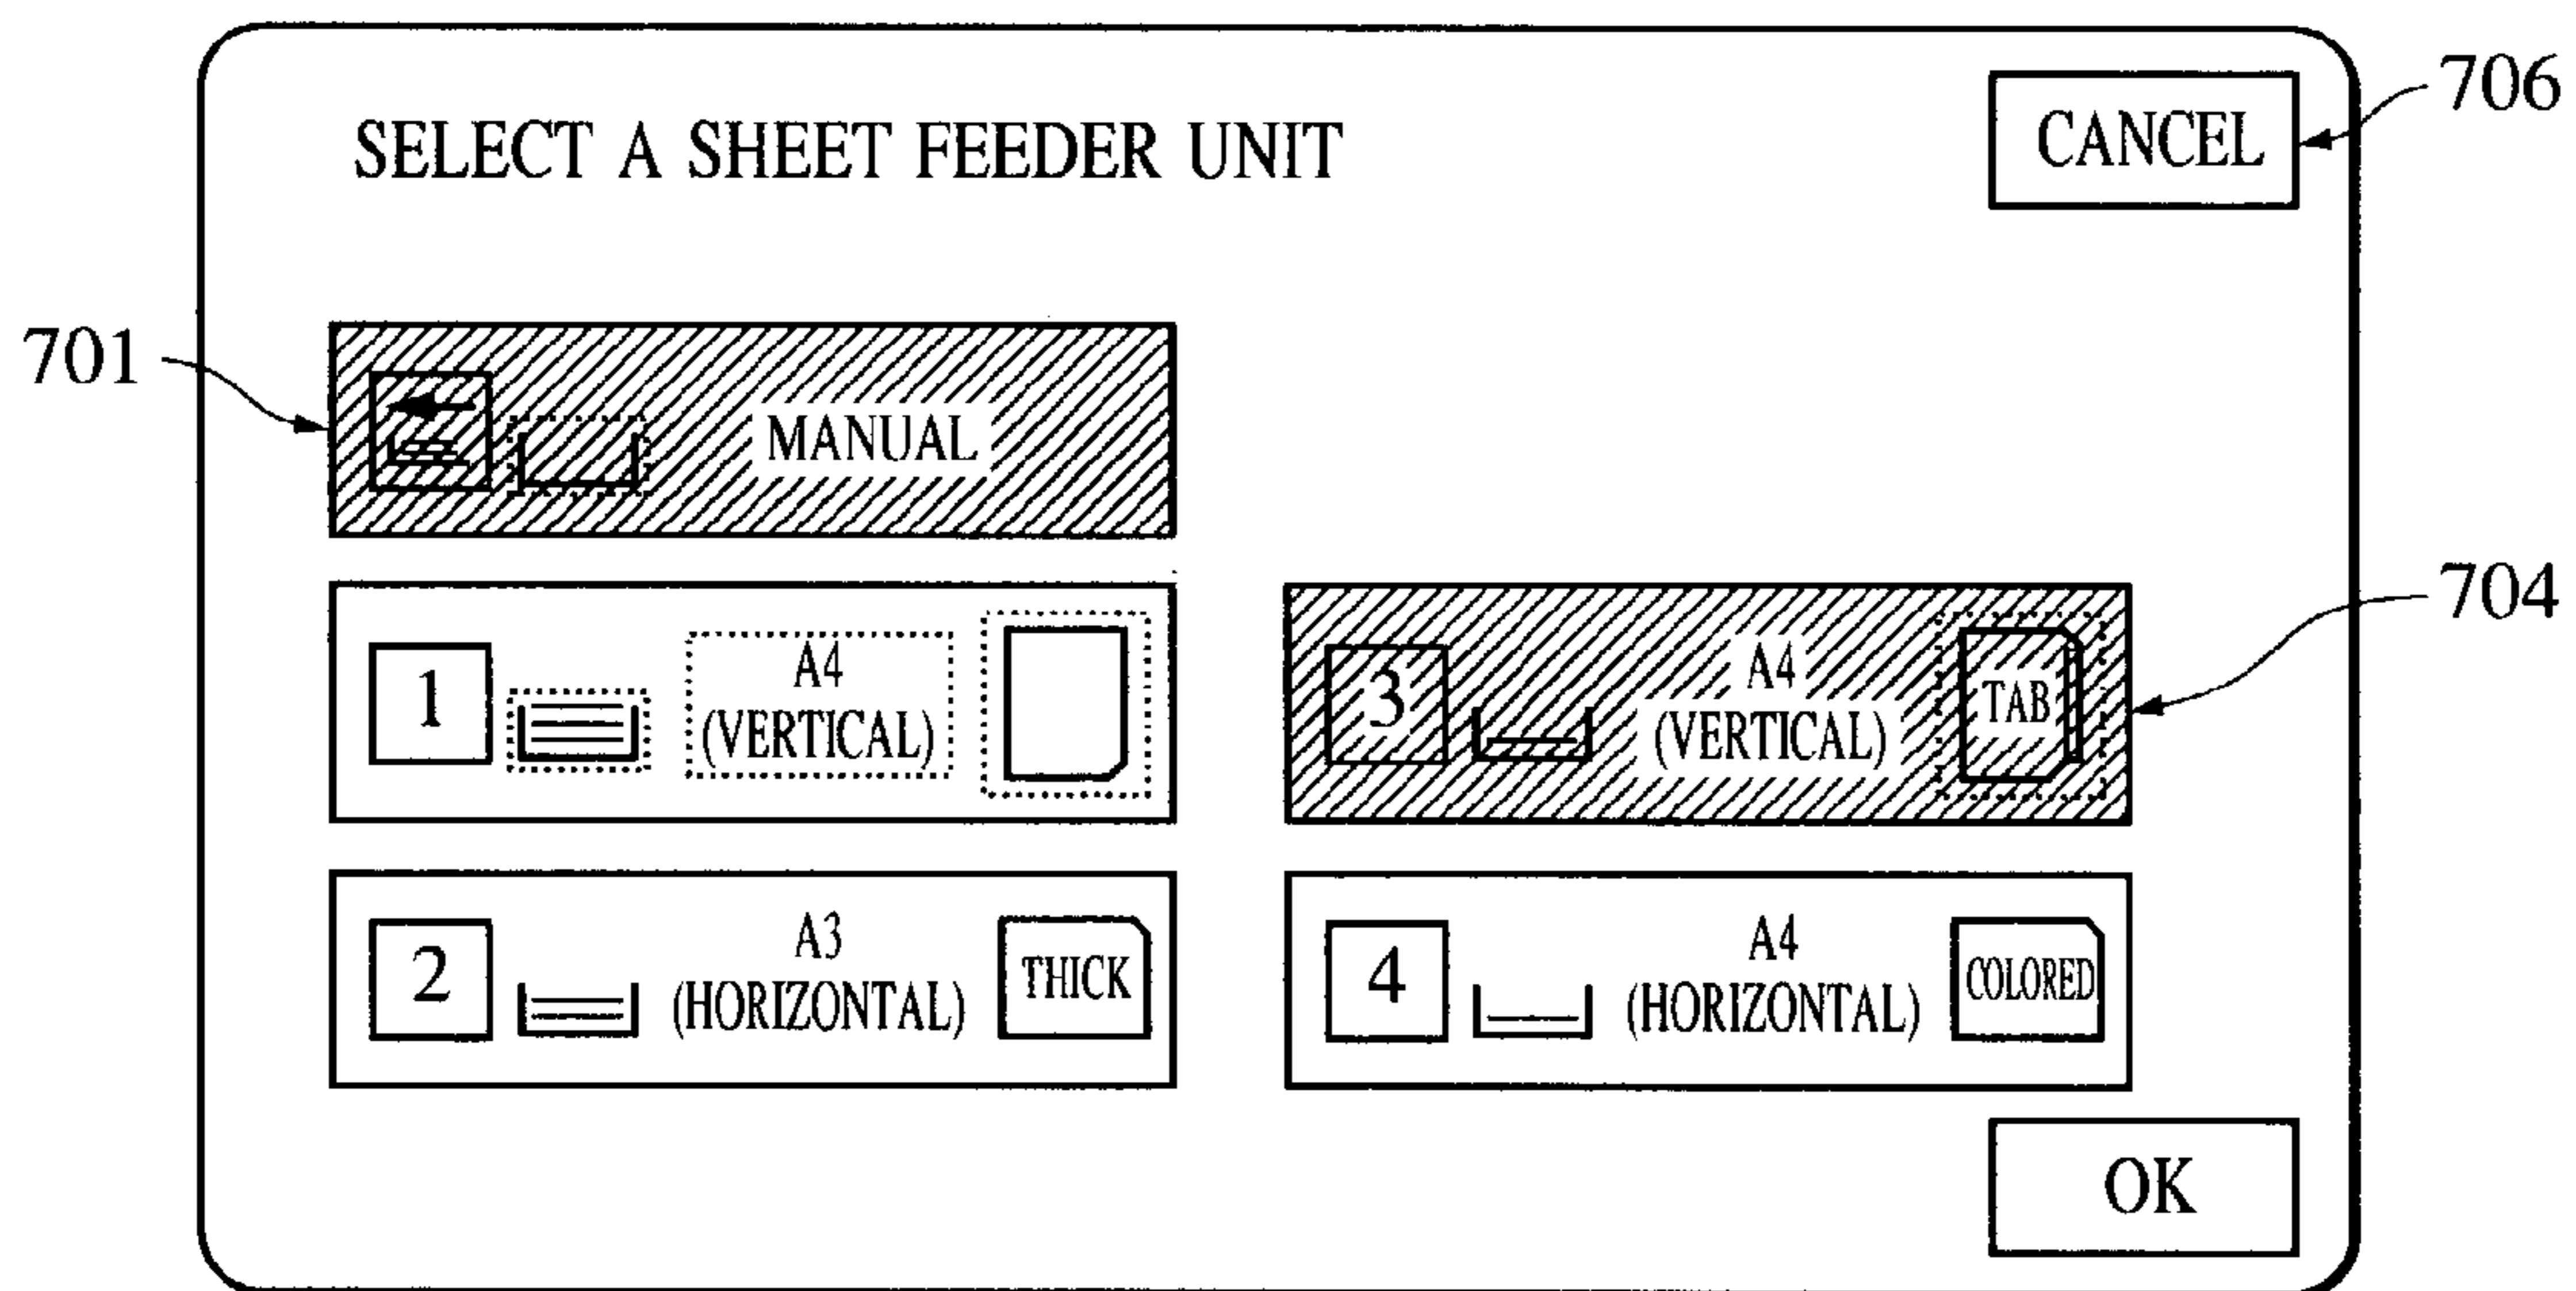 706
CANCEL
SELECT A SHEET FEEDER UNIT
701
MANUAL
704
1
A4
(VERTICAL)
3
A4
(VERTICAL)
TAB
2
A3
(HORIZONTAL)
THICK
4
A4
(HORIZONTAL)
COLORED
OK